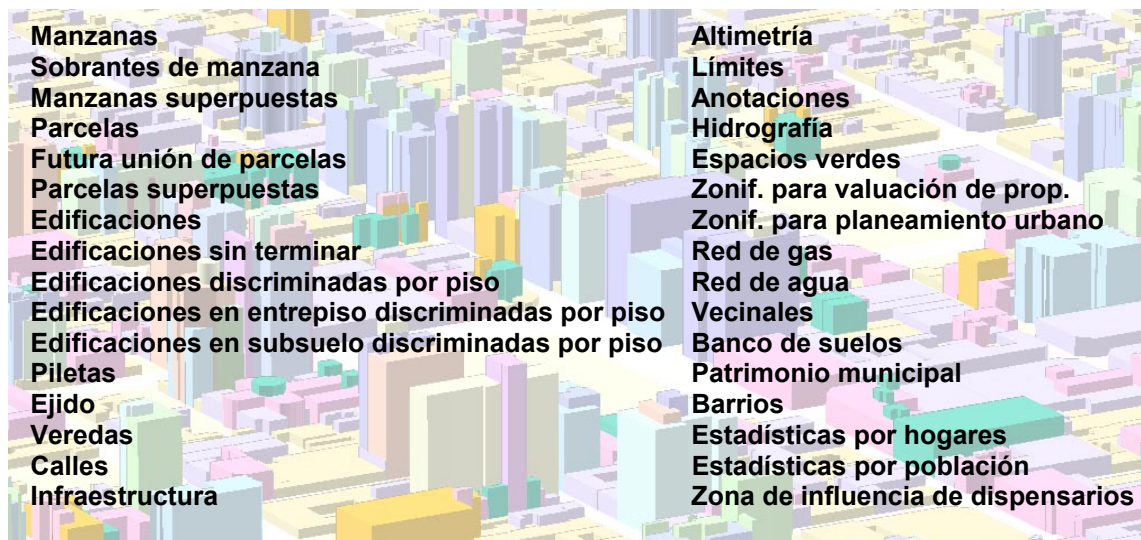 Manzanas
Sobrantes de manzana
Manzanas superpuestas
Parcelas
Futura unión de parcelas
Parcelas superpuestas
Edificaciones
Edificaciones sin terminar
Edificaciones discriminadas por piso
Edificaciones en entrepiso discriminadas por piso
Edificaciones en subsuelo discriminadas por piso
Piletas
Ejido
Veredas
Calles
Infraestructura
Altimetría
Límites
Anotaciones
Hidrografía
Espacios verdes
Zonif. para valuación de prop.
Zonif. para planeamiento urbano
Red de gas
Red de agua
Vecinales
Banco de suelos
Patrimonio municipal
Barrios
Estadísticas por hogares
Estadísticas por población
Zona de influencia de dispensarios